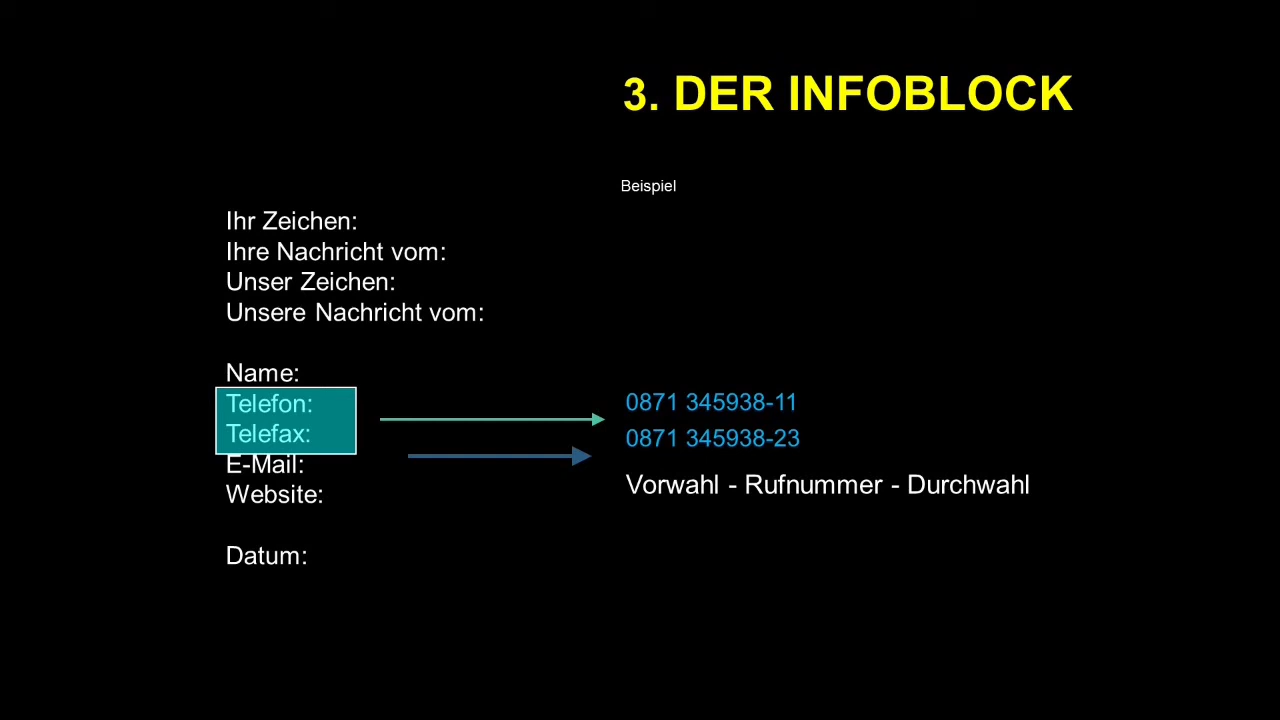 3. DER INFOBLOCK
Beispiel
Ihr Zeichen:
Ihre Nachricht vom:
Unser Zeichen:
Unsere Nachricht vom:
Name:
Telefon:
0871 345938-11
Telefax:
0871 345938-23
E-Mail:
Website:
Vorwahl - Rufnummer - Durchwahl
Datum: